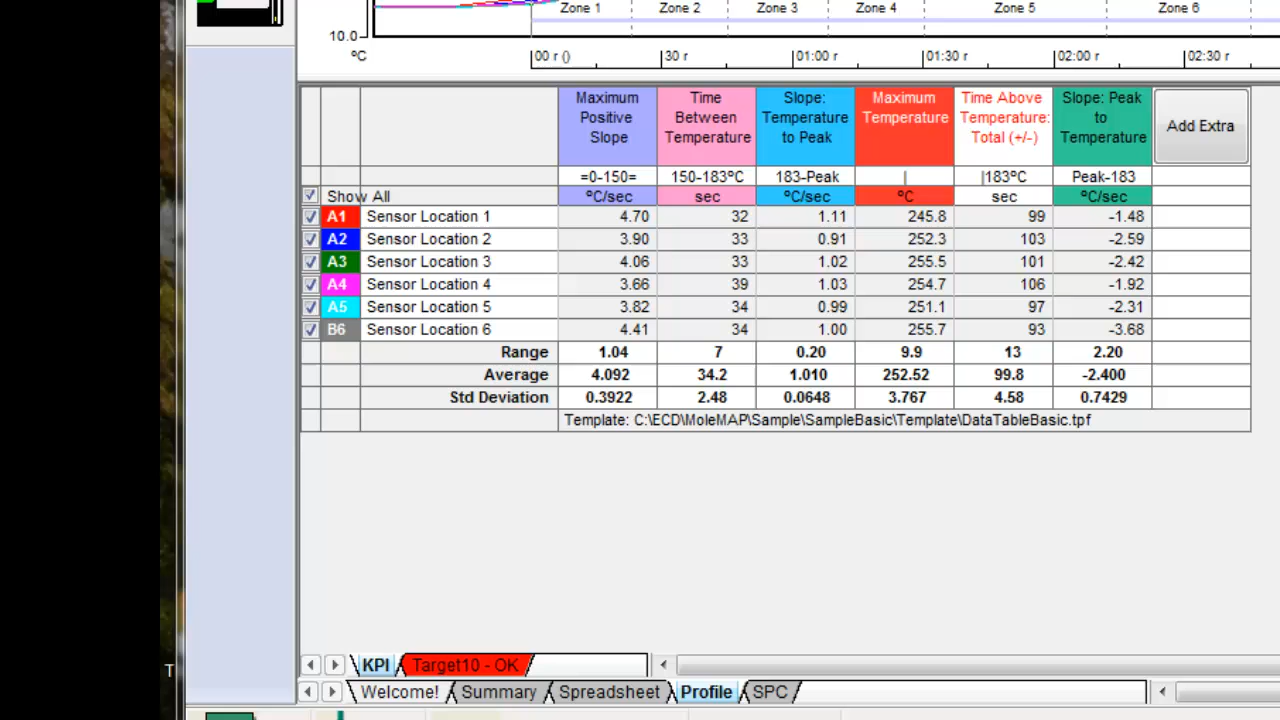 Zone 1 Zone 2 Zone 3 Zone 4 Zone 5 Zone 6
10.0
ºC 00 r () 30 r 01:00 r 01:30 r 02:00 r 02:30 r
Maximum Positive Slope Time Between Temperature Slope: Temperature to Peak Maximum Temperature Time Above Temperature: Total (+/-) Slope: Peak to Temperature Add Extra
=0-150= 150-183ºC 183-Peak | |183ºC Peak-183
Show All ºC/sec sec ºC/sec ºC sec ºC/sec
A1 Sensor Location 1 4.70 32 1.11 245.8 99 -1.48
A2 Sensor Location 2 3.90 33 0.91 252.3 103 -2.59
A3 Sensor Location 3 4.06 33 1.02 255.5 101 -2.42
A4 Sensor Location 4 3.66 39 1.03 254.7 106 -1.92
A5 Sensor Location 5 3.82 34 0.99 251.1 97 -2.31
B6 Sensor Location 6 4.41 34 1.00 255.7 93 -3.68
Range 1.04 7 0.20 9.9 13 2.20
Average 4.092 34.2 1.010 252.52 99.8 -2.400
Std Deviation 0.3922 2.48 0.0648 3.767 4.58 0.7429
Template: C:\ECD\MoleMAP\Sample\SampleBasic\Template\DataTableBasic.tpf
T
KPI Target10 - OK
Welcome! Summary Spreadsheet Profile SPC